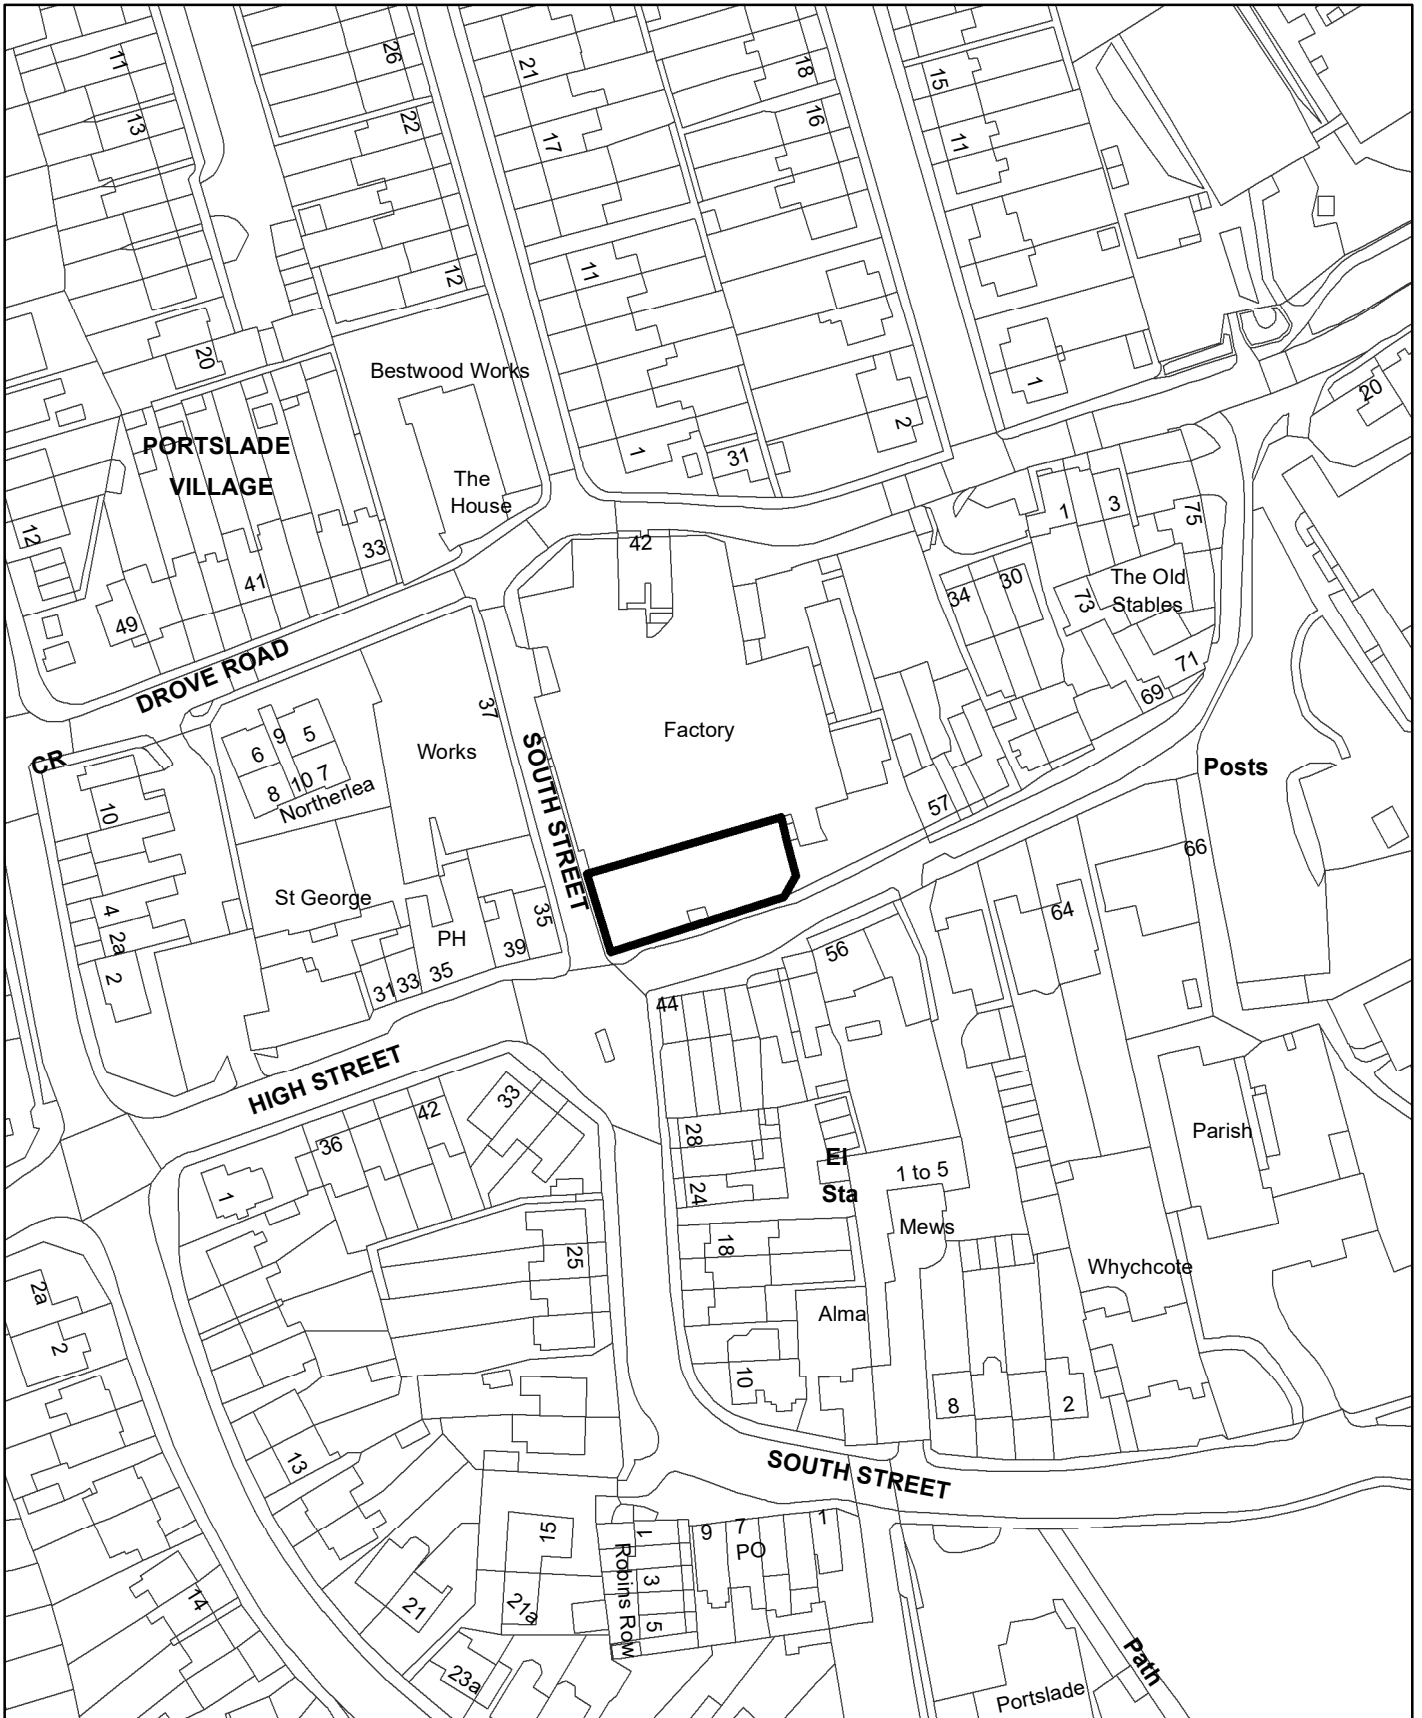 11
26
21
18
15
13
22
17
16
11
12
11
20
Bestwood Works
1
20
PORTSLADE
VILLAGE
1
31
2
The
House
12
33
42
1
3
75
49
41
34
30
73
The Old
Stables
DROVE ROAD
71
69
37
Factory
CR
6
9
5
8
10
7
Northerlea
Works
SOUTH STREET
Posts
10
57
66
4
2a
2
St George
PH
35
39
31
33
35
56
64
44
HIGH STREET
36
42
33
28
24
El
Sta
1 to 5
Parish
1
18
Mews
25
Whychcote
2a
2
Alma
10
8
2
13
SOUTH STREET
15
1
3
5
Robins Row
9
7
PO
1
14
21
21a
23a
Path
Portslade